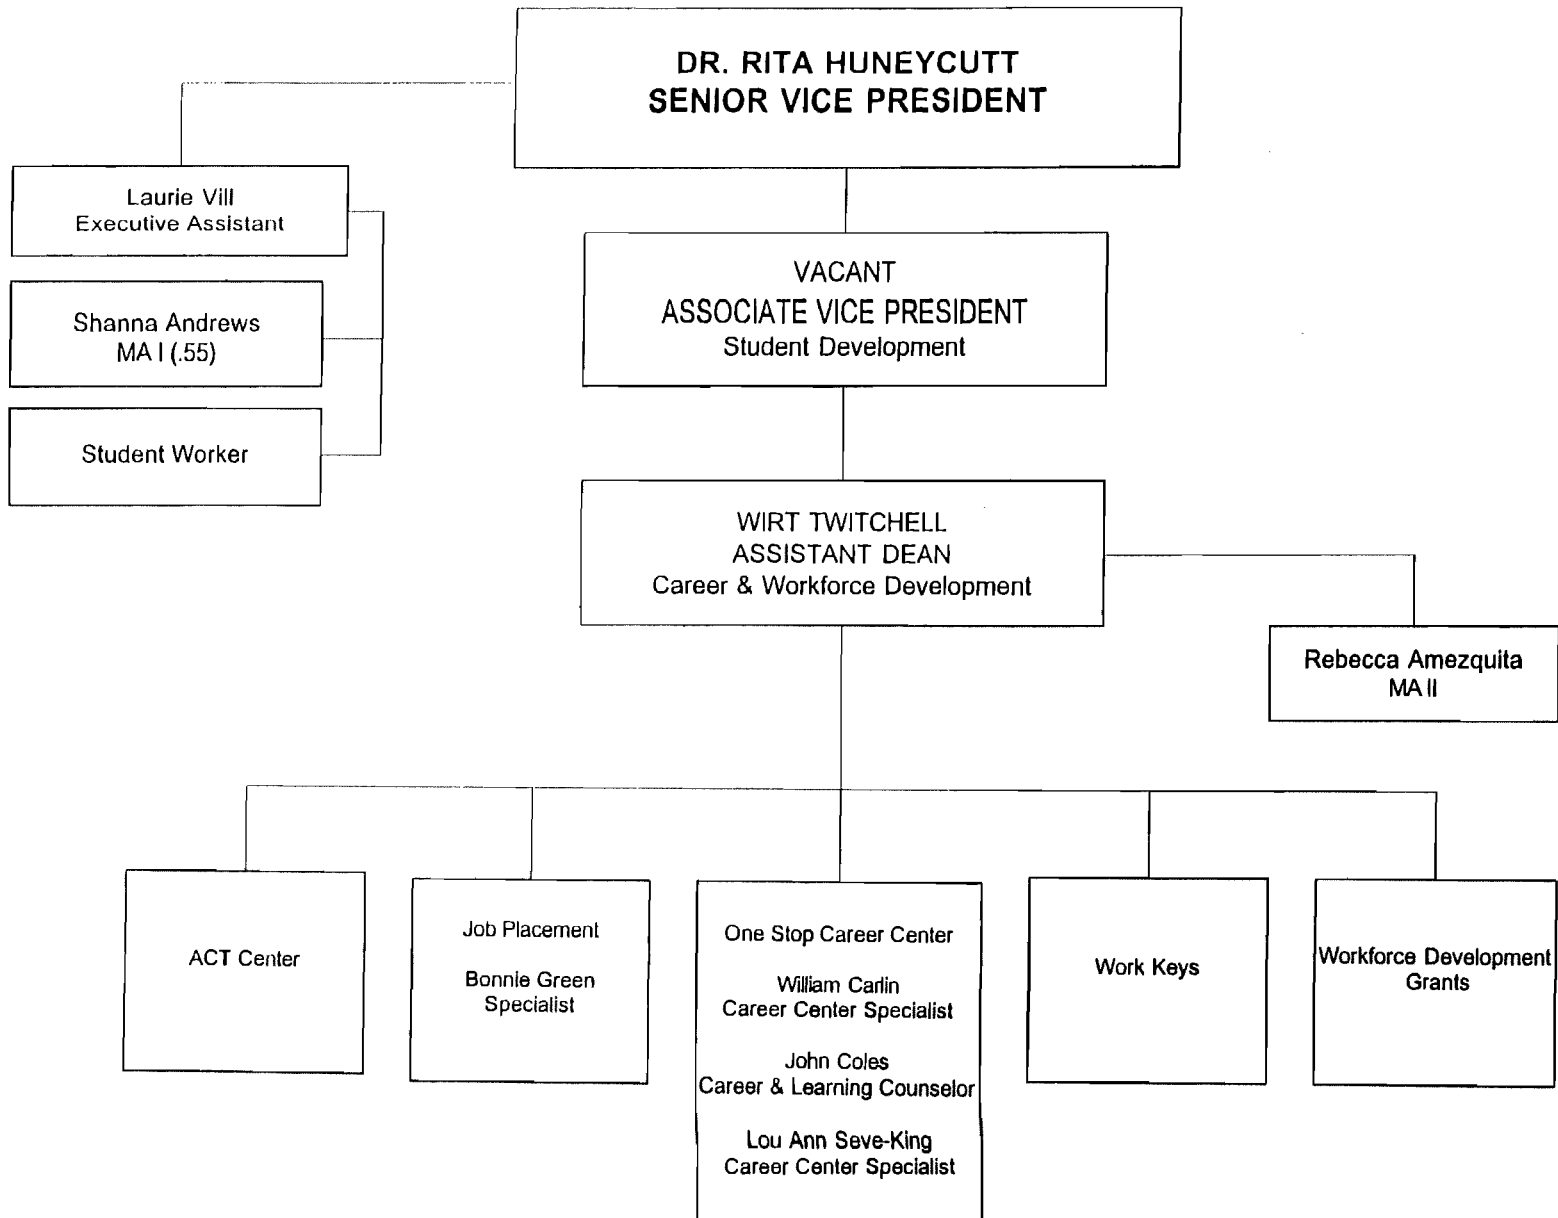 DR. RITA HUNEYCUTT
SENIOR VICE PRESIDENT
Laurie Vill
Executive Assistant
Shanna Andrews
MA I (.55)
Student Worker
VACANT
ASSOCIATE VICE PRESIDENT
Student Development
WIRT TWITCHELL
ASSISTANT DEAN
Career & Workforce Development
Rebecca Amezquita
MA II
ACT Center
Job Placement
Bonnie Green
Specialist
One Stop Career Center
William Carlin
Career Center Specialist
John Coles
Career & Learning Counselor
Lou Ann Seve-King
Career Center Specialist
Work Keys
Workforce Development
Grants